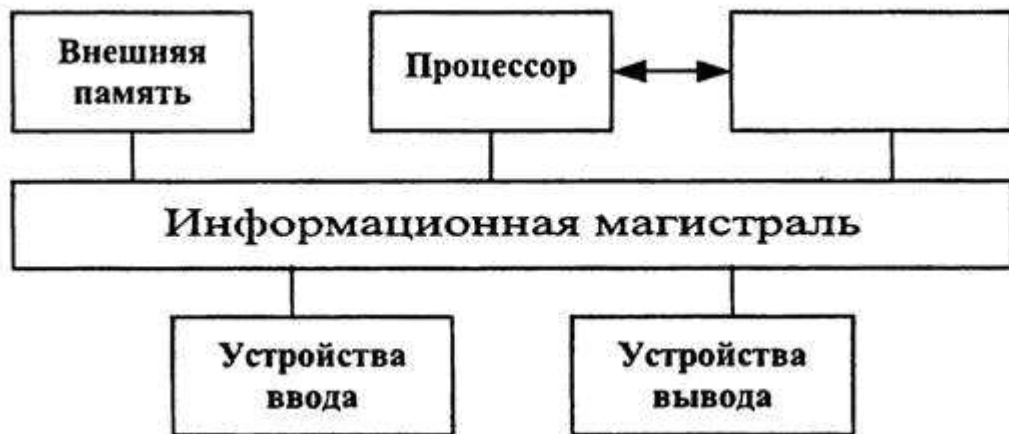 Внешняя
память
Процессор
Информационная магистраль
Устройства
ввода
Устройства
вывода